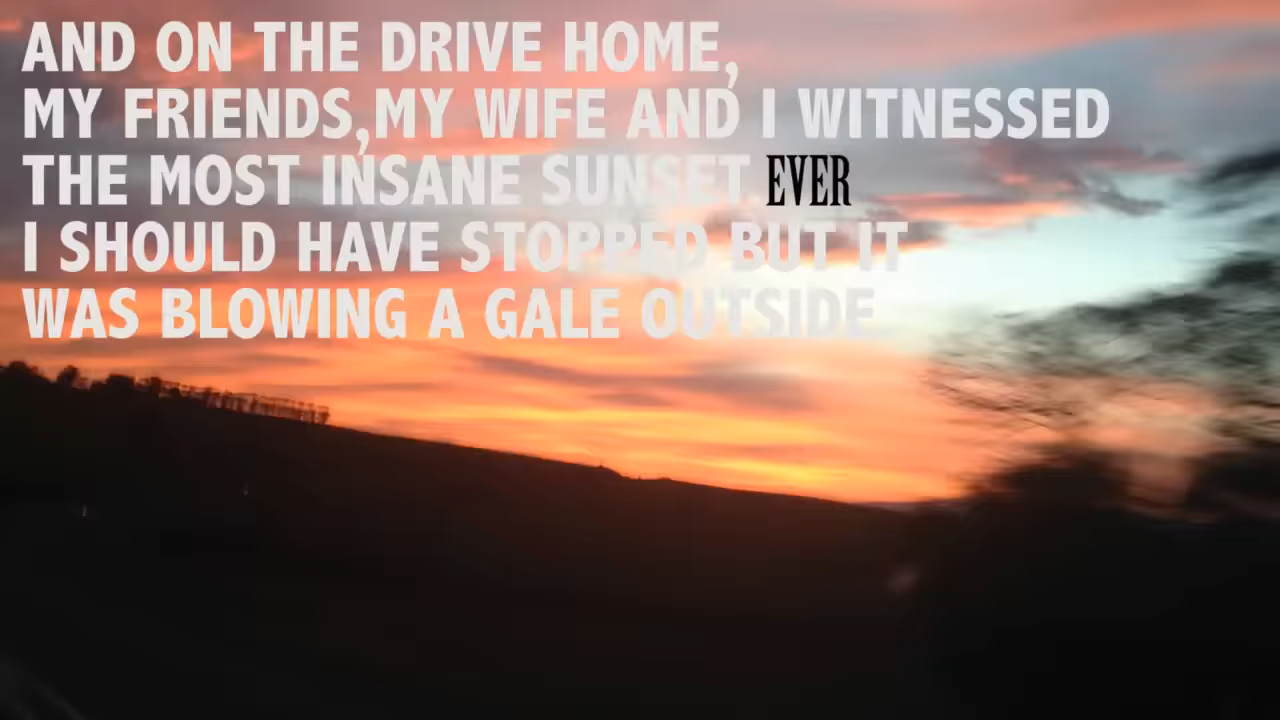 AND ON THE DRIVE HOME,
MY FRIENDS,MY WIFE AND I WITNESSED
THE MOST INSANE SUNSET EVER
I SHOULD HAVE STOPPED BUT IT
WAS BLOWING A GALE OUTSIDE